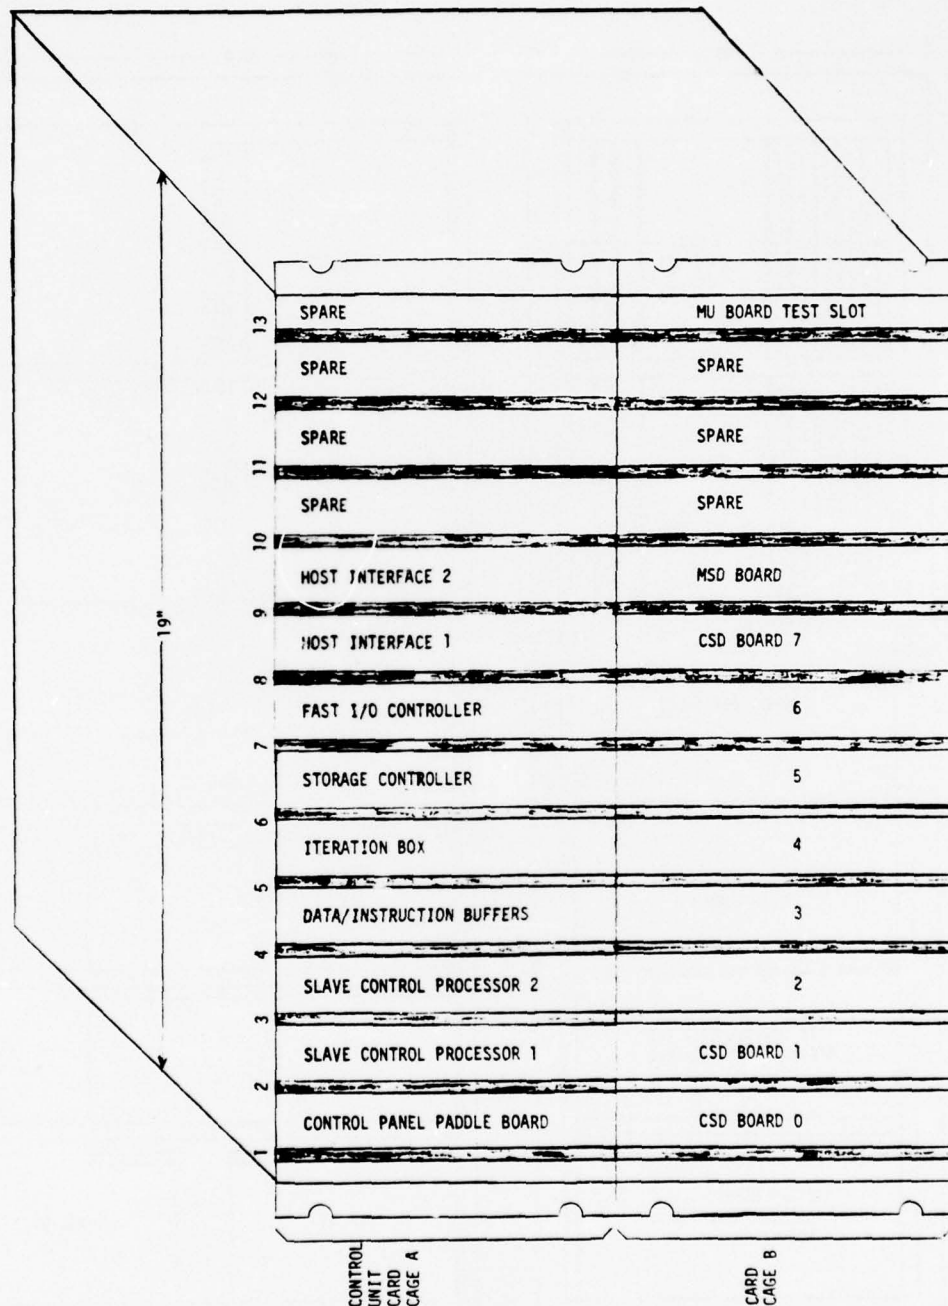 19"
13 SPARE MU BOARD TEST SLOT
12 SPARE SPARE
11 SPARE SPARE
10 SPARE SPARE
9 HOST INTERFACE 2 MSD BOARD
8 HOST INTERFACE 1 CSD BOARD 7
7 FAST I/O CONTROLLER 6
6 STORAGE CONTROLLER 5
5 ITERATION BOX 4
4 DATA/INSTRUCTION BUFFERS 3
3 SLAVE CONTROL PROCESSOR 2 2
2 SLAVE CONTROL PROCESSOR 1 CSD BOARD 1
1 CONTROL PANEL PADDLE BOARD CSD BOARD 0
CONTROL
UNIT
CARD
CAGE A
CARD
CAGE B